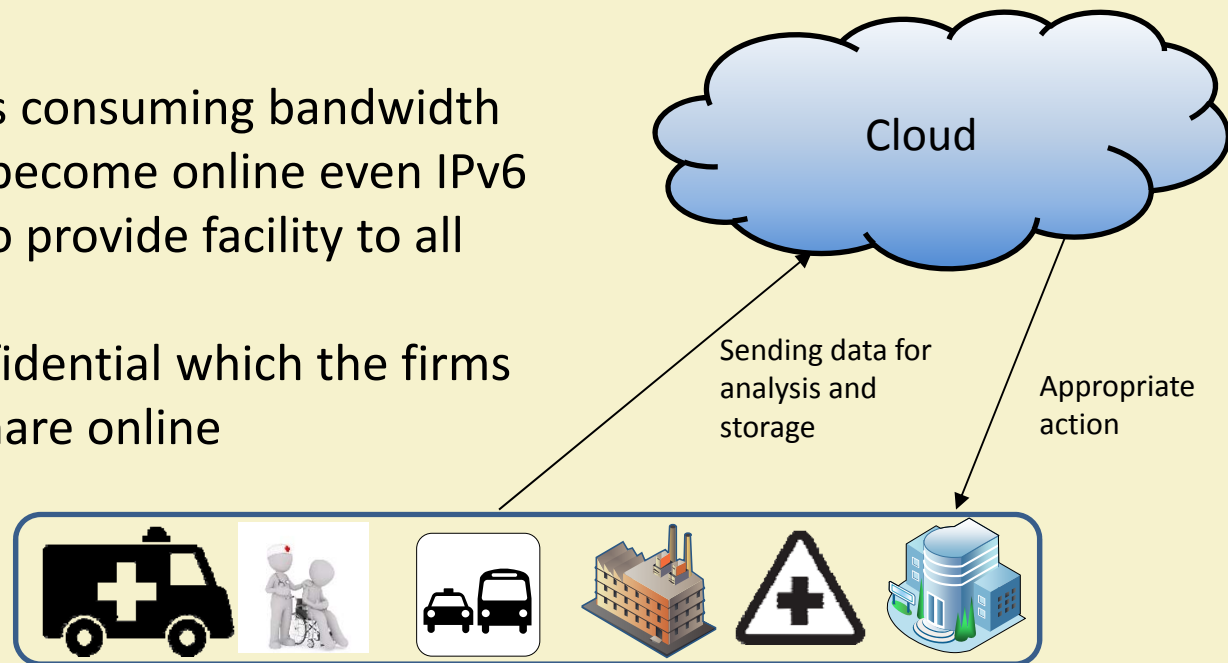 s consuming bandwidth
become online even IPv6
o provide facility to all
fidential which the firms
are online
Cloud
Sending data for
analysis and
storage
Appropriate
action